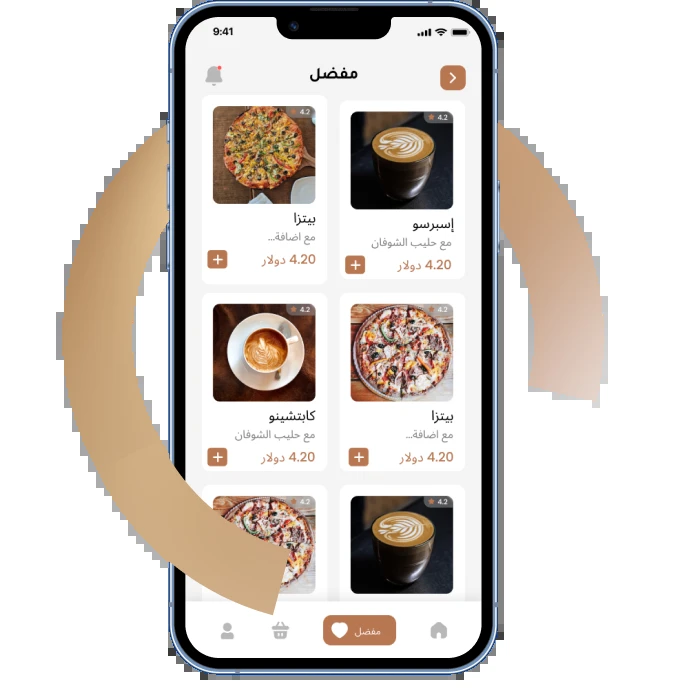 9:41
مفضل
4.2
إسبرسو
مع حليب الشوفان
4.20 دولار
4.2
بيتزا
مع اضافة...
4.20 دولار
4.2
بيتزا
مع اضافة...
4.20 دولار
4.2
كابتشينو
مع حليب الشوفان
4.20 دولار
4.2
4.2
مفضل